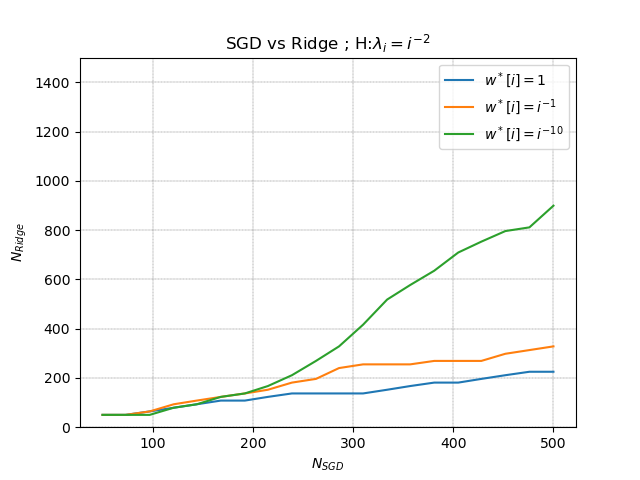 SGD vs Ridge ; H:λᵢ = i⁻²
1400
1200
1000
800
600
400
200
0
N_Ridge
w*[i] = 1
w*[i] = i⁻¹
w*[i] = i⁻¹⁰
100 200 300 400 500
N_SGD